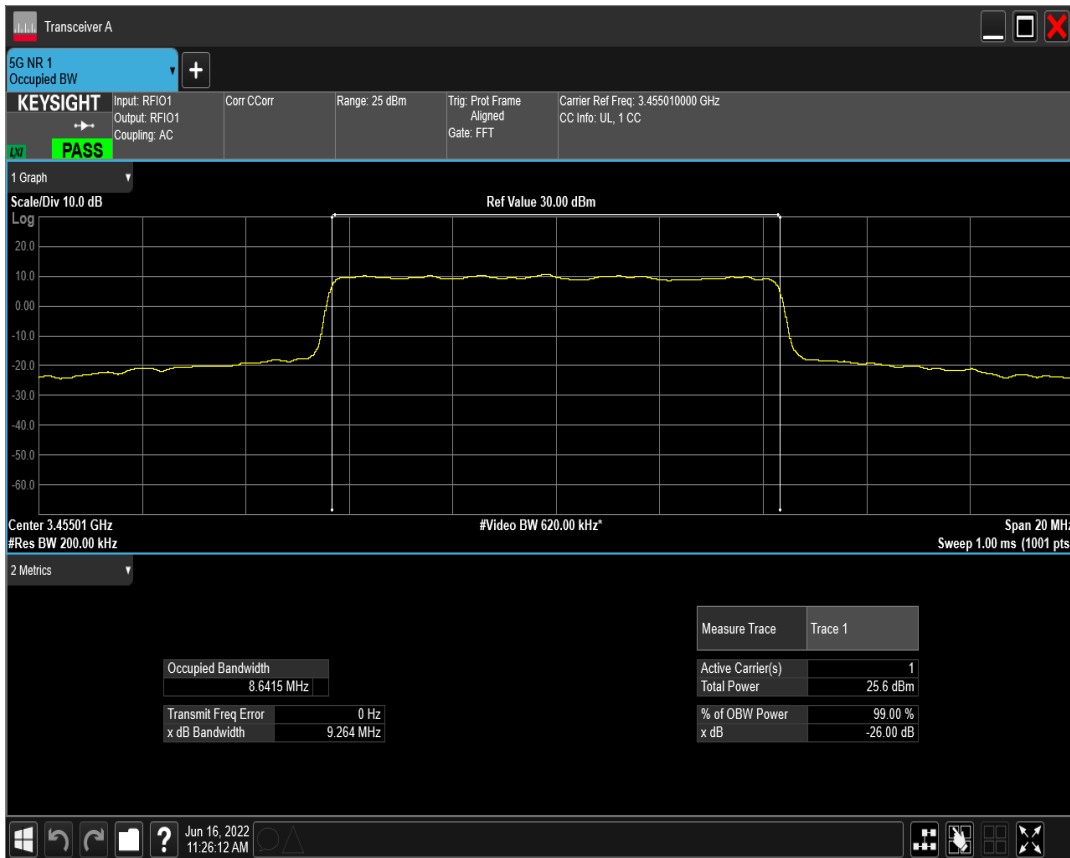 Transceiver A
5G NR 1
Occupied BW
+
KEYSIGHT
LXI
PASS
Input: RFIO1
Output: RFIO1
Coupling: AC
Corr CCorr
Range: 25 dBm
Trig: Prot Frame
Aligned
Gate: FFT
Carrier Ref Freq: 3.455010000 GHz
CC Info: UL, 1 CC
1 Graph
Scale/Div 10.0 dB
Ref Value 30.00 dBm
Log
20.0
10.0
0.00
-10.0
-20.0
-30.0
-40.0
-50.0
-60.0
Center 3.45501 GHz
#Video BW 620.00 kHz*
Span 20 MHz
#Res BW 200.00 kHz
Sweep 1.00 ms (1001 pts
2 Metrics
Measure Trace Trace 1
Occupied Bandwidth
8.6415 MHz
Active Carrier(s) 1
Total Power 25.6 dBm
Transmit Freq Error 0 Hz
x dB Bandwidth 9.264 MHz
% of OBW Power 99.00 %
x dB -26.00 dB
?
Jun 16, 2022
11:26:12 AM